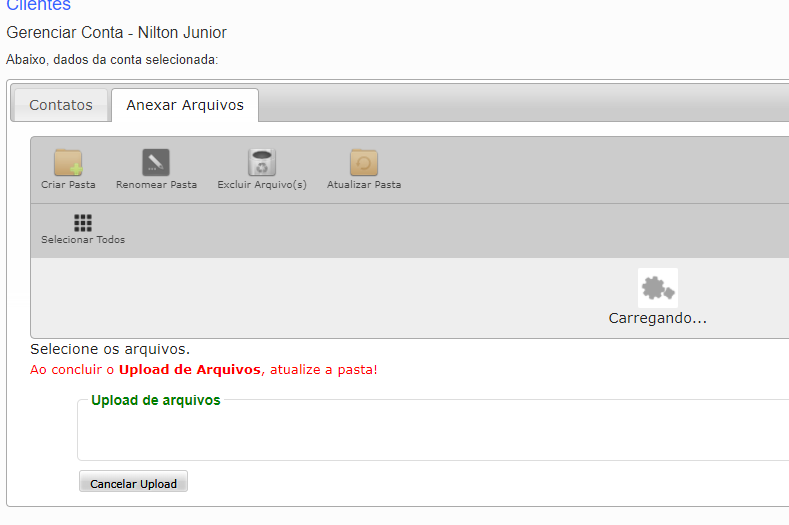 Clientes
Gerenciar Conta - Nilton Junior
Abaixo, dados da conta selecionada:
Contatos Anexar Arquivos
Criar Pasta Renomear Pasta Excluir Arquivo(s) Atualizar Pasta
Selecionar Todos
Carregando...
Selecione os arquivos.
Ao concluir o Upload de Arquivos, atualize a pasta!
Upload de arquivos
Cancelar Upload